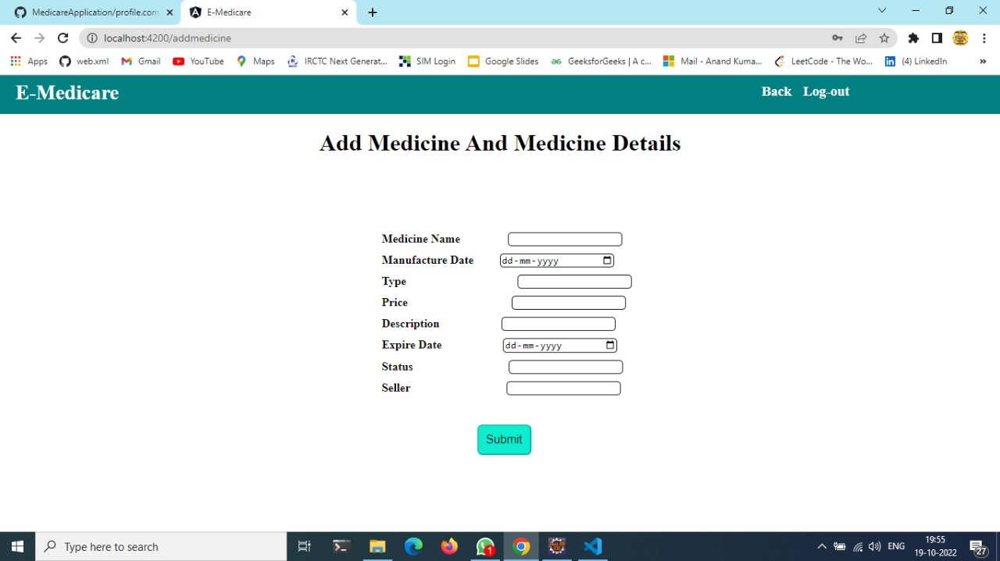 MedicareApplication/profile.com
E-Medicare
localhost:4200/addmedicine
Apps web.xml Gmail YouTube Maps IRCTC Next Generat... SIM Login Google Slides GeeksforGeeks | A c... Mail - Anand Kuma... LeetCode - The Wo... (4) LinkedIn »
E-Medicare Back Log-out
Add Medicine And Medicine Details
Medicine Name
Manufacture Date dd-mm-yyyy
Type
Price
Description
Expire Date dd-mm-yyyy
Status
Seller
Submit
Type here to search
1
ENG
19:55
19-10-2022
27